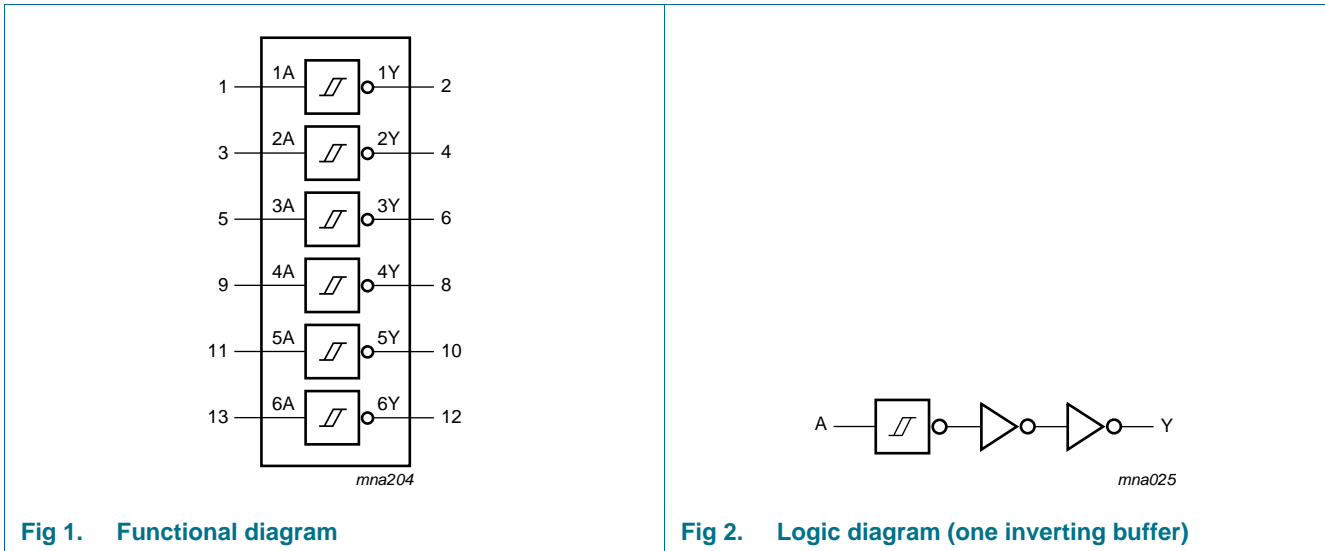 1 1A 1Y 2
3 2A 2Y 4
5 3A 3Y 6
9 4A 4Y 8
11 5A 5Y 10
13 6A 6Y 12
mna204
Fig 1. Functional diagram
A Y
mna025
Fig 2. Logic diagram (one inverting buffer)